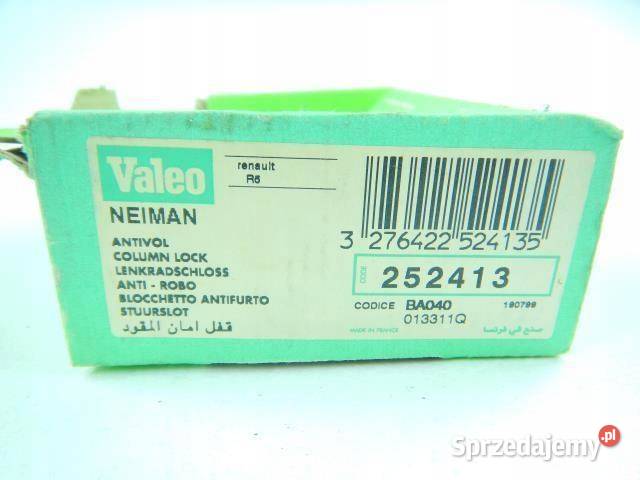 Valeo
renault
R5
NEIMAN
ANTIVOL
COLUMN LOCK
LENKRADSCHLOSS
ANTI - ROBO
BLOCCHETTO ANTIFURTO
STUURSLOT
قفل امان المقود
3 276422 524135
CODE
252413
CODICE BA040
190799
013311Q
MADE IN FRANCE
صنع في فرنسا
Sprzedajemy.pl